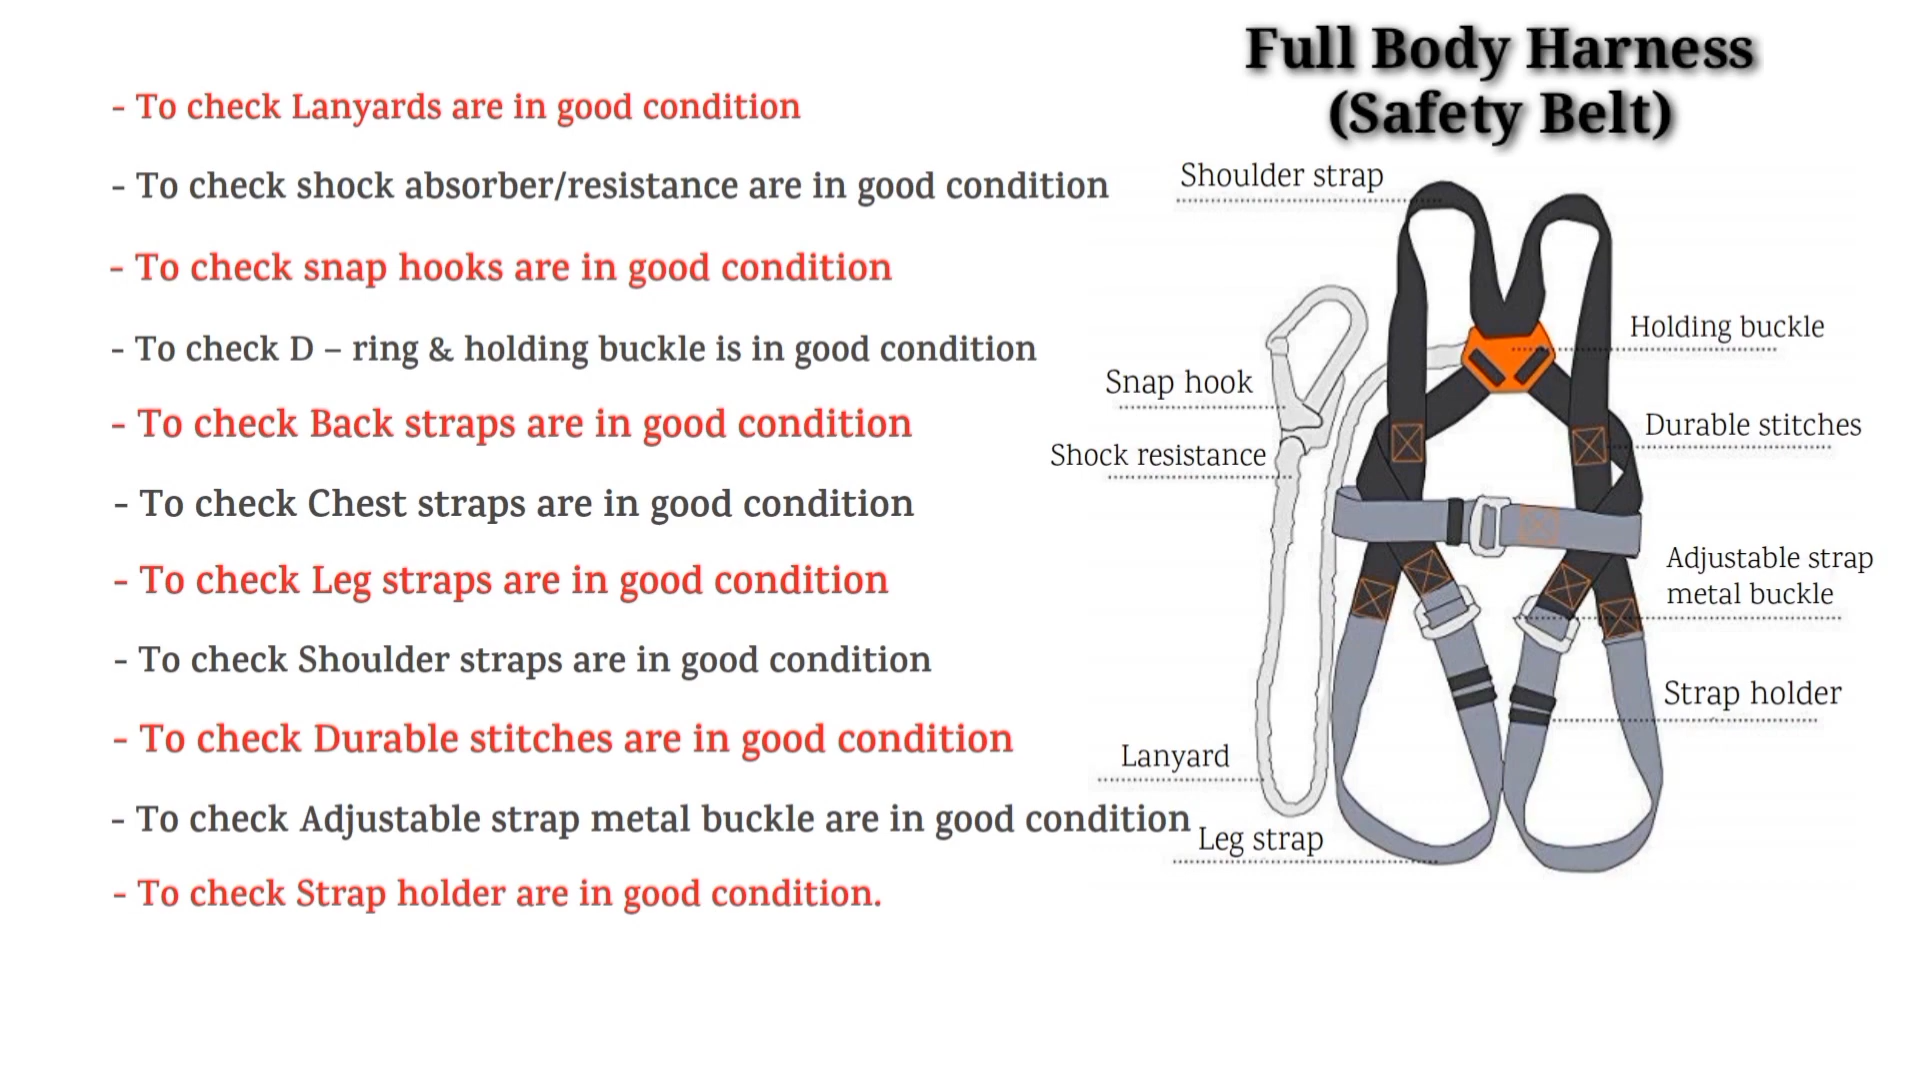 Full Body Harness
(Safety Belt)
- To check Lanyards are in good condition
- To check shock absorber/resistance are in good condition
- To check snap hooks are in good condition
- To check D – ring & holding buckle is in good condition
- To check Back straps are in good condition
- To check Chest straps are in good condition
- To check Leg straps are in good condition
- To check Shoulder straps are in good condition
- To check Durable stitches are in good condition
- To check Adjustable strap metal buckle are in good condition
- To check Strap holder are in good condition.
Shoulder strap
Holding buckle
Snap hook
Durable stitches
Shock resistance
Adjustable strap
metal buckle
Strap holder
Lanyard
Leg strap